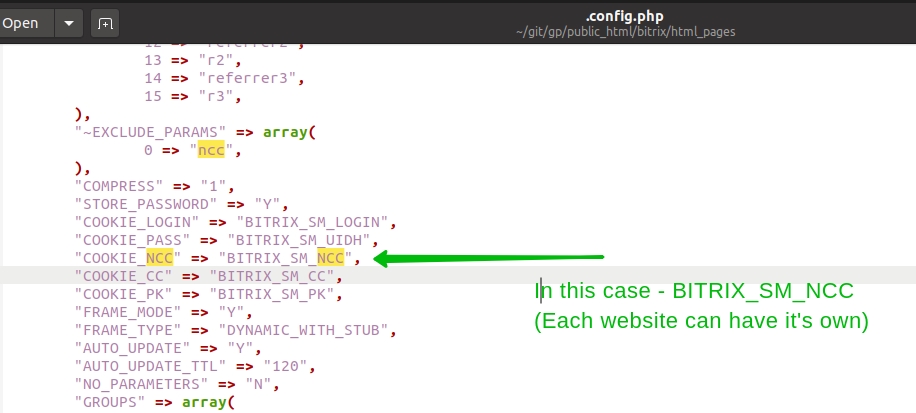 Open
.config.php
~/git/gp/public_html/bitrix/html_pages
12 => "referrer2",
13 => "r2",
14 => "referrer3",
15 => "r3",
),
"~EXCLUDE_PARAMS" => array(
0 => "ncc",
),
"COMPRESS" => "1",
"STORE_PASSWORD" => "Y",
"COOKIE_LOGIN" => "BITRIX_SM_LOGIN",
"COOKIE_PASS" => "BITRIX_SM_UIDH",
"COOKIE_NCC" => "BITRIX_SM_NCC",
"COOKIE_CC" => "BITRIX_SM_CC",
"COOKIE_PK" => "BITRIX_SM_PK",
"FRAME_MODE" => "Y",
"FRAME_TYPE" => "DYNAMIC_WITH_STUB",
"AUTO_UPDATE" => "Y",
"AUTO_UPDATE_TTL" => "120",
"NO_PARAMETERS" => "N",
"GROUPS" => array(
In this case - BITRIX_SM_NCC
(Each website can have it's own)